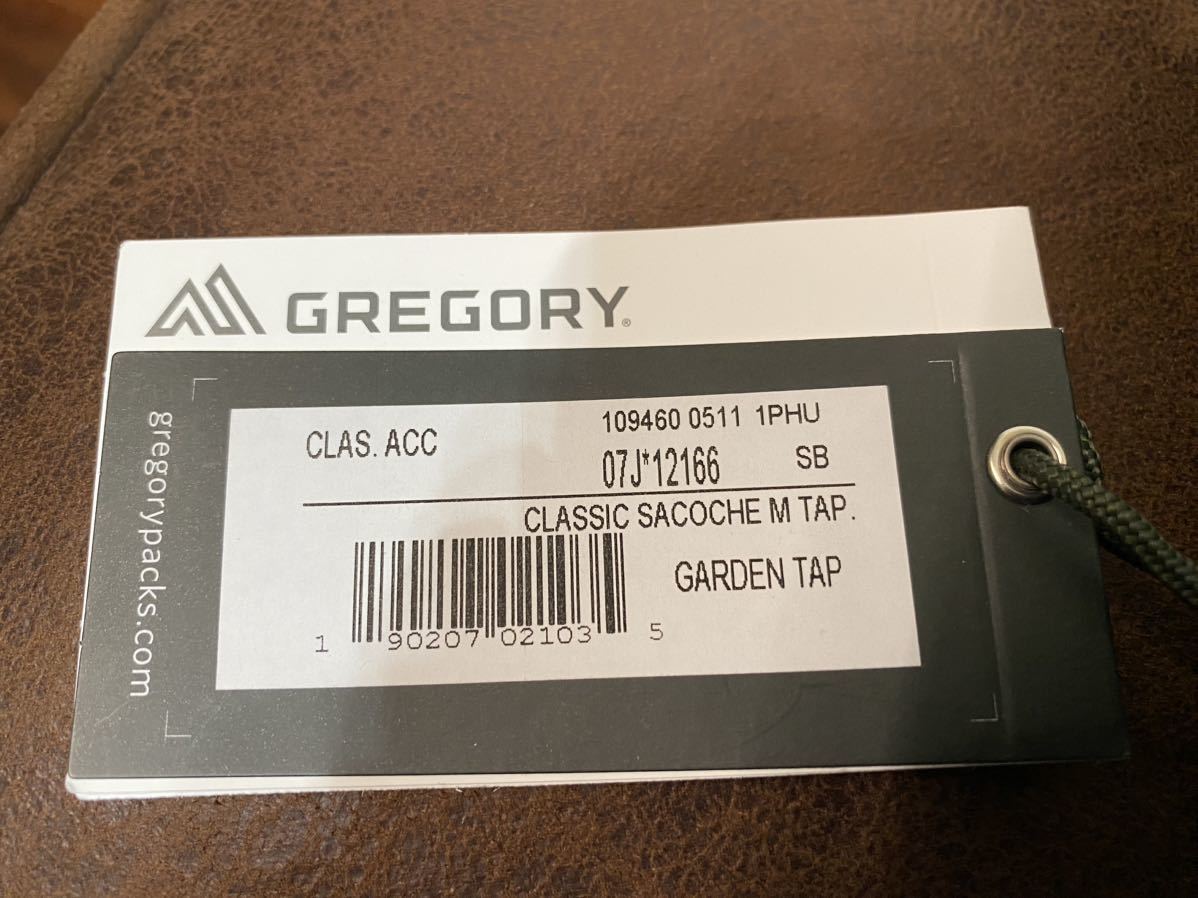 GREGORY®
gregorypacks.com
CLAS. ACC
109460 0511 1PHU
07J*12166 SB
CLASSIC SACOCHE M TAP.
GARDEN TAP
1 90207 02103 5